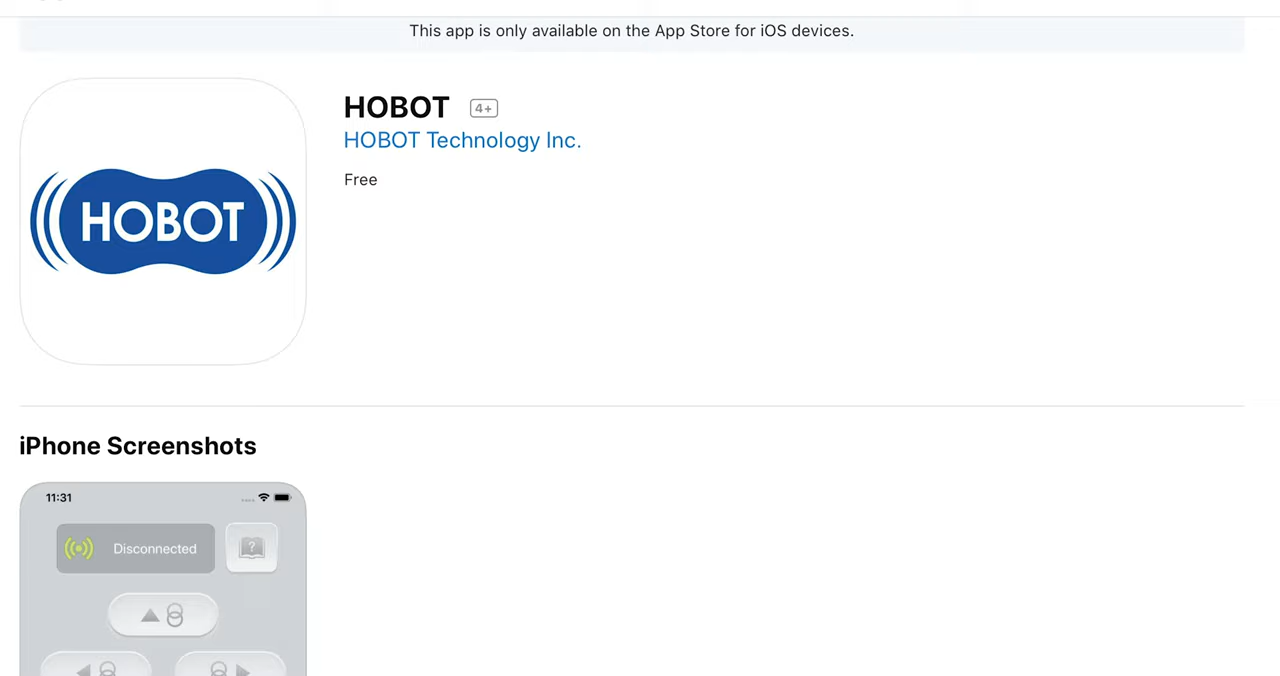 This app is only available on the App Store for iOS devices.
HOBOT 4+
HOBOT Technology Inc.
Free
HOBOT
iPhone Screenshots
11:31
Disconnected
?